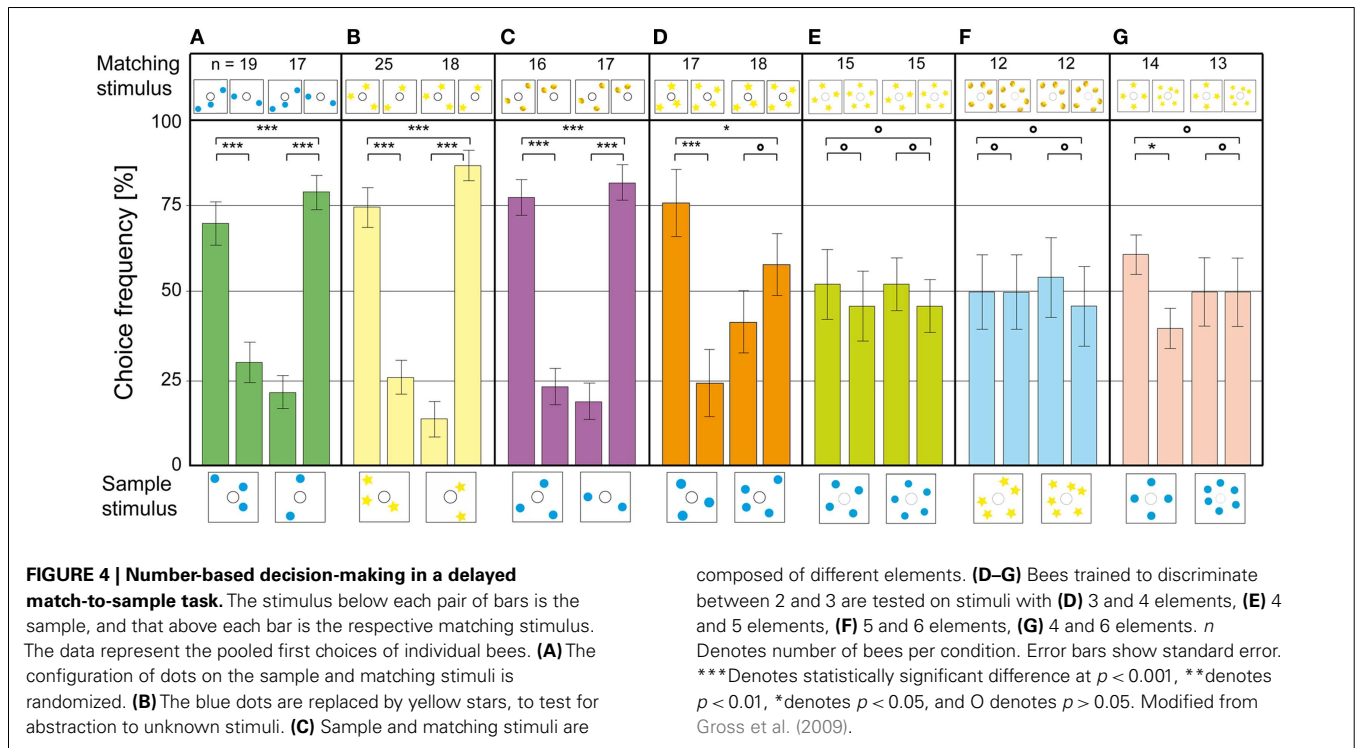 A B C D E F G
Matching stimulus
n = 19 17 25 18 16 17 17 18 15 15 12 12 14 13
100
*** *** *** * o o o
*** *** *** *** *** *** *** o o o o o * o
75
50
25
0
Choice frequency [%]
Sample stimulus
FIGURE 4 | Number-based decision-making in a delayed
match-to-sample task. The stimulus below each pair of bars is the
sample, and that above each bar is the respective matching stimulus.
The data represent the pooled first choices of individual bees. (A) The
configuration of dots on the sample and matching stimuli is
randomized. (B) The blue dots are replaced by yellow stars, to test for
abstraction to unknown stimuli. (C) Sample and matching stimuli are
composed of different elements. (D–G) Bees trained to discriminate
between 2 and 3 are tested on stimuli with (D) 3 and 4 elements, (E) 4
and 5 elements, (F) 5 and 6 elements, (G) 4 and 6 elements. n
Denotes number of bees per condition. Error bars show standard error.
***Denotes statistically significant difference at p < 0.001, **denotes
p < 0.01, *denotes p < 0.05, and O denotes p > 0.05. Modified from
Gross et al. (2009).